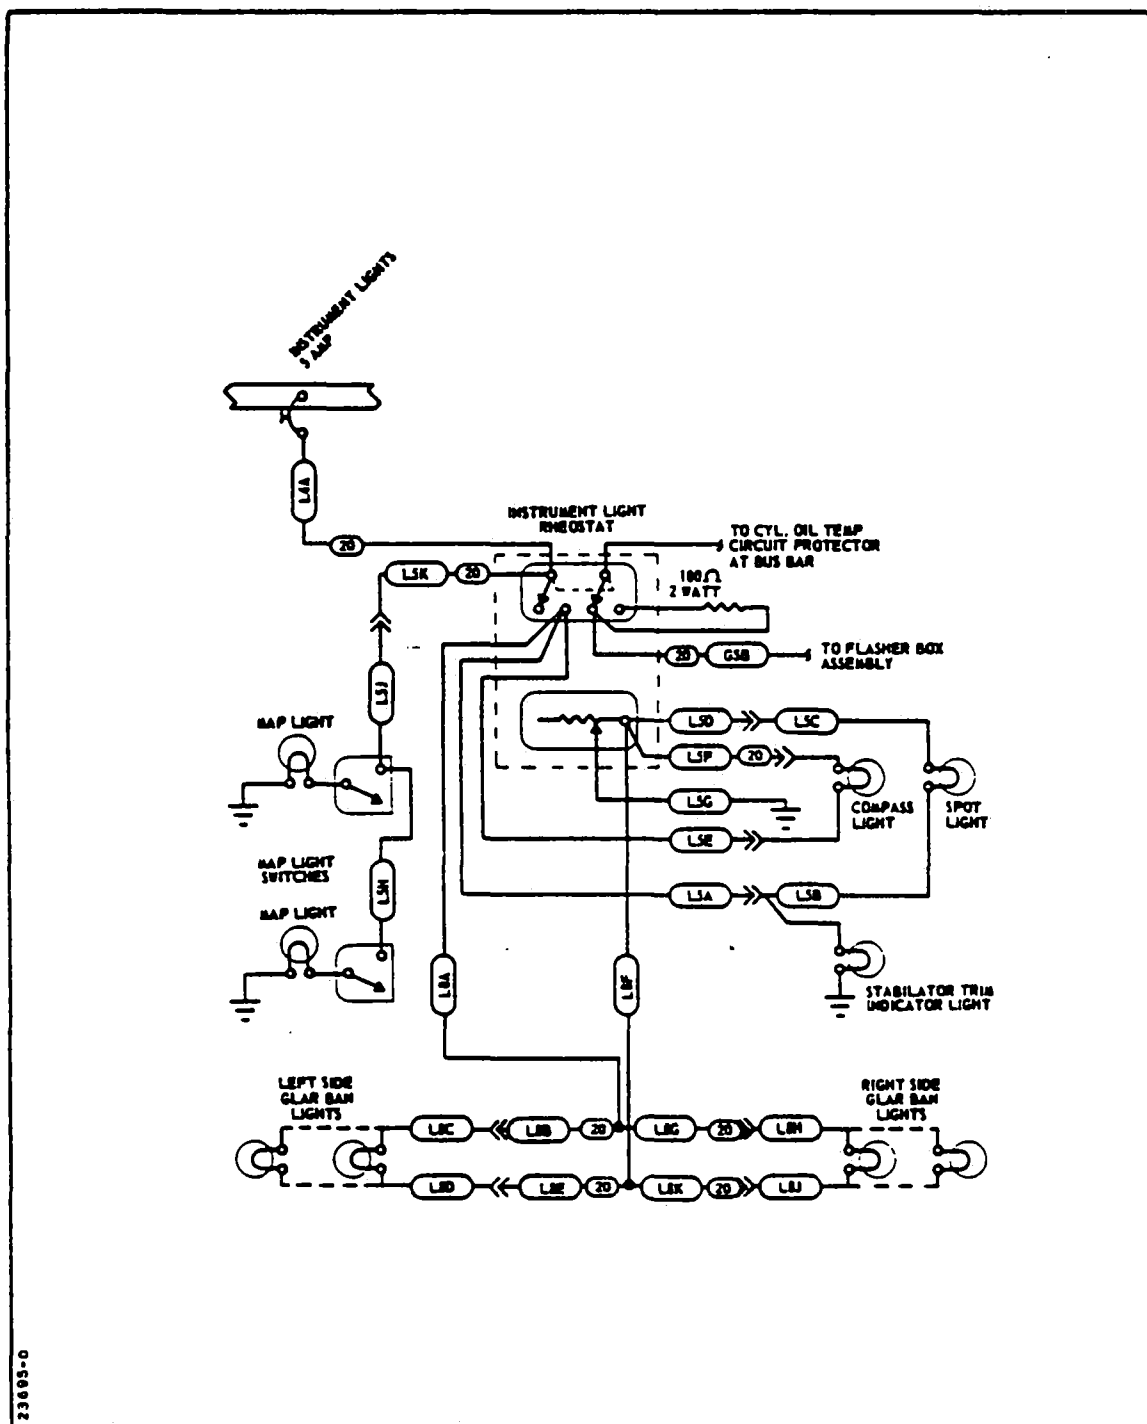 INSTRUMENT LIGHTS
5 AMP
L4A
20
INSTRUMENT LIGHT
RHEOSTAT
TO CYL. OIL TEMP
CIRCUIT PROTECTOR
AT BUS BAR
L5K
20
180Ω
2 WATT
20
G5B
TO FLASHER BOX
ASSEMBLY
L5J
MAP LIGHT
L5D
L5C
L5F
20
L5G
COMPASS
LIGHT
SPOT
LIGHT
L5E
MAP LIGHT
SWITCHES
L5H
L5A
L5B
MAP LIGHT
L8A
L8F
STABILATOR TRIM
INDICATOR LIGHT
LEFT SIDE
GLAR BAN
LIGHTS
RIGHT SIDE
GLAR BAN
LIGHTS
L8C
L8B
20
L8G
20
L8H
L8D
L8E
20
L8K
20
L8J
23695-0